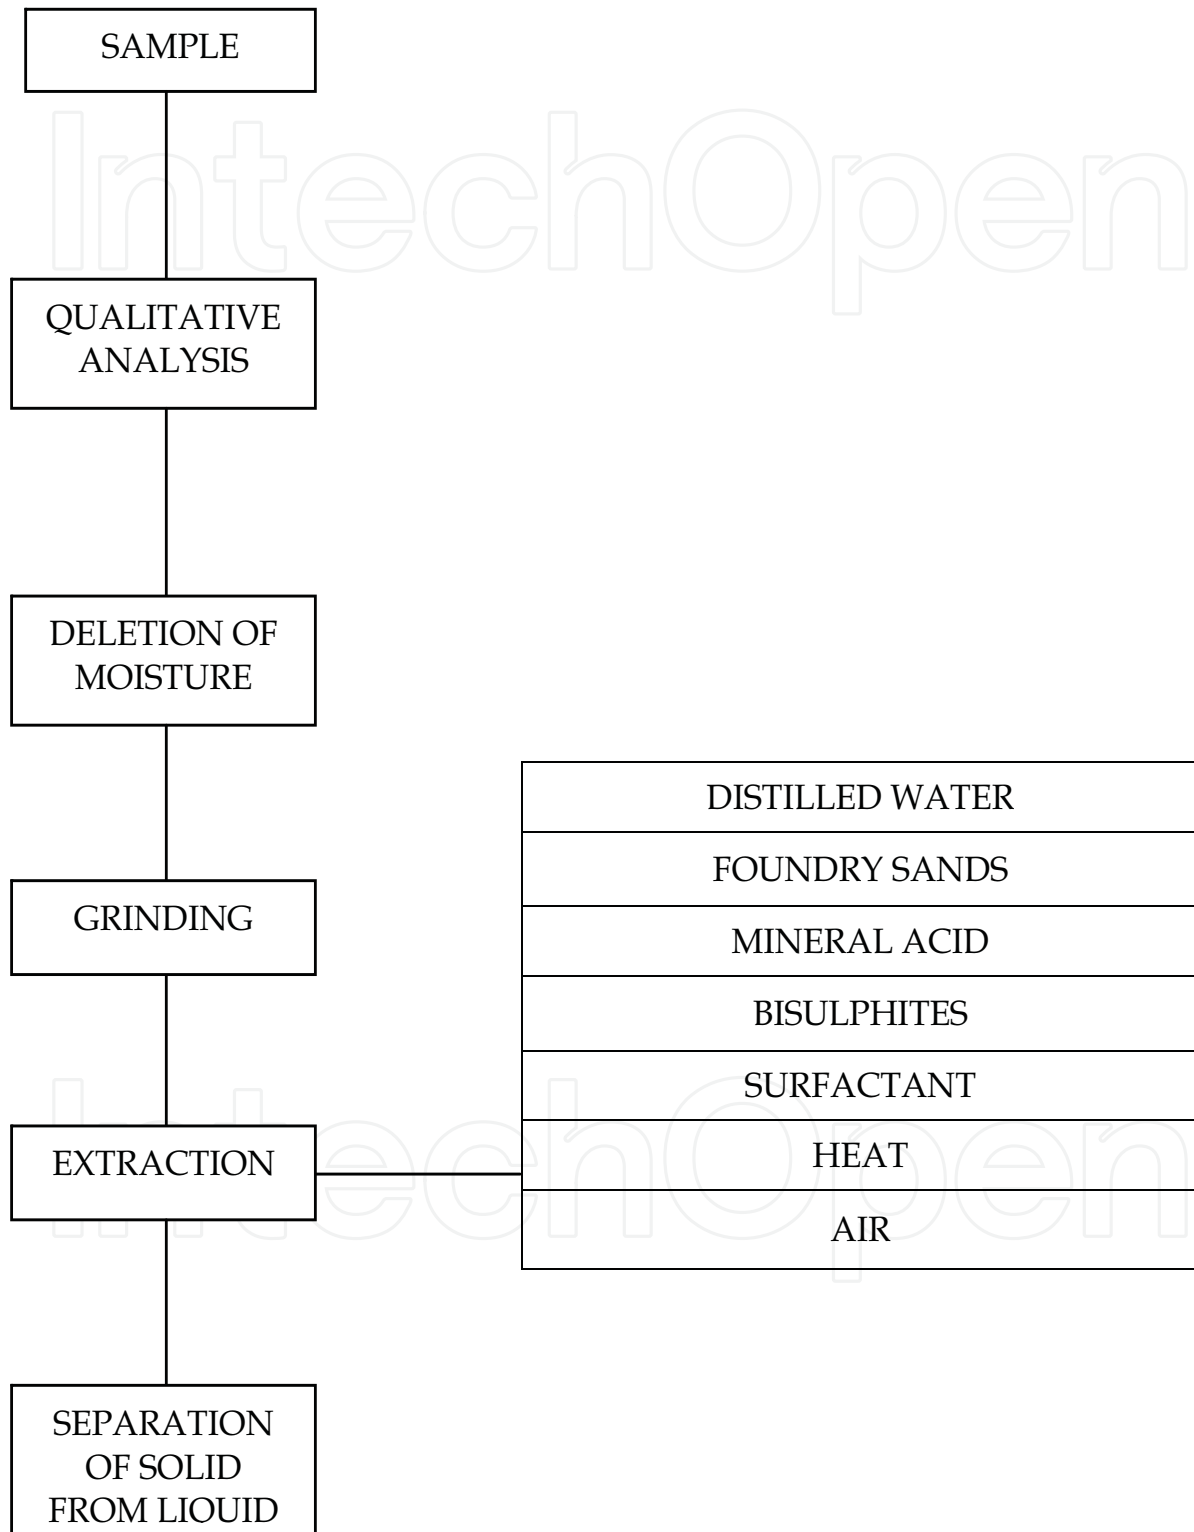 SAMPLE
QUALITATIVE
ANALYSIS
DELETION OF
MOISTURE
GRINDING
EXTRACTION
DISTILLED WATER
FOUNDRY SANDS
MINERAL ACID
BISULPHITES
SURFACTANT
HEAT
AIR
SEPARATION
OF SOLID
FROM LIQUID
IntechOpen
IntechOpen